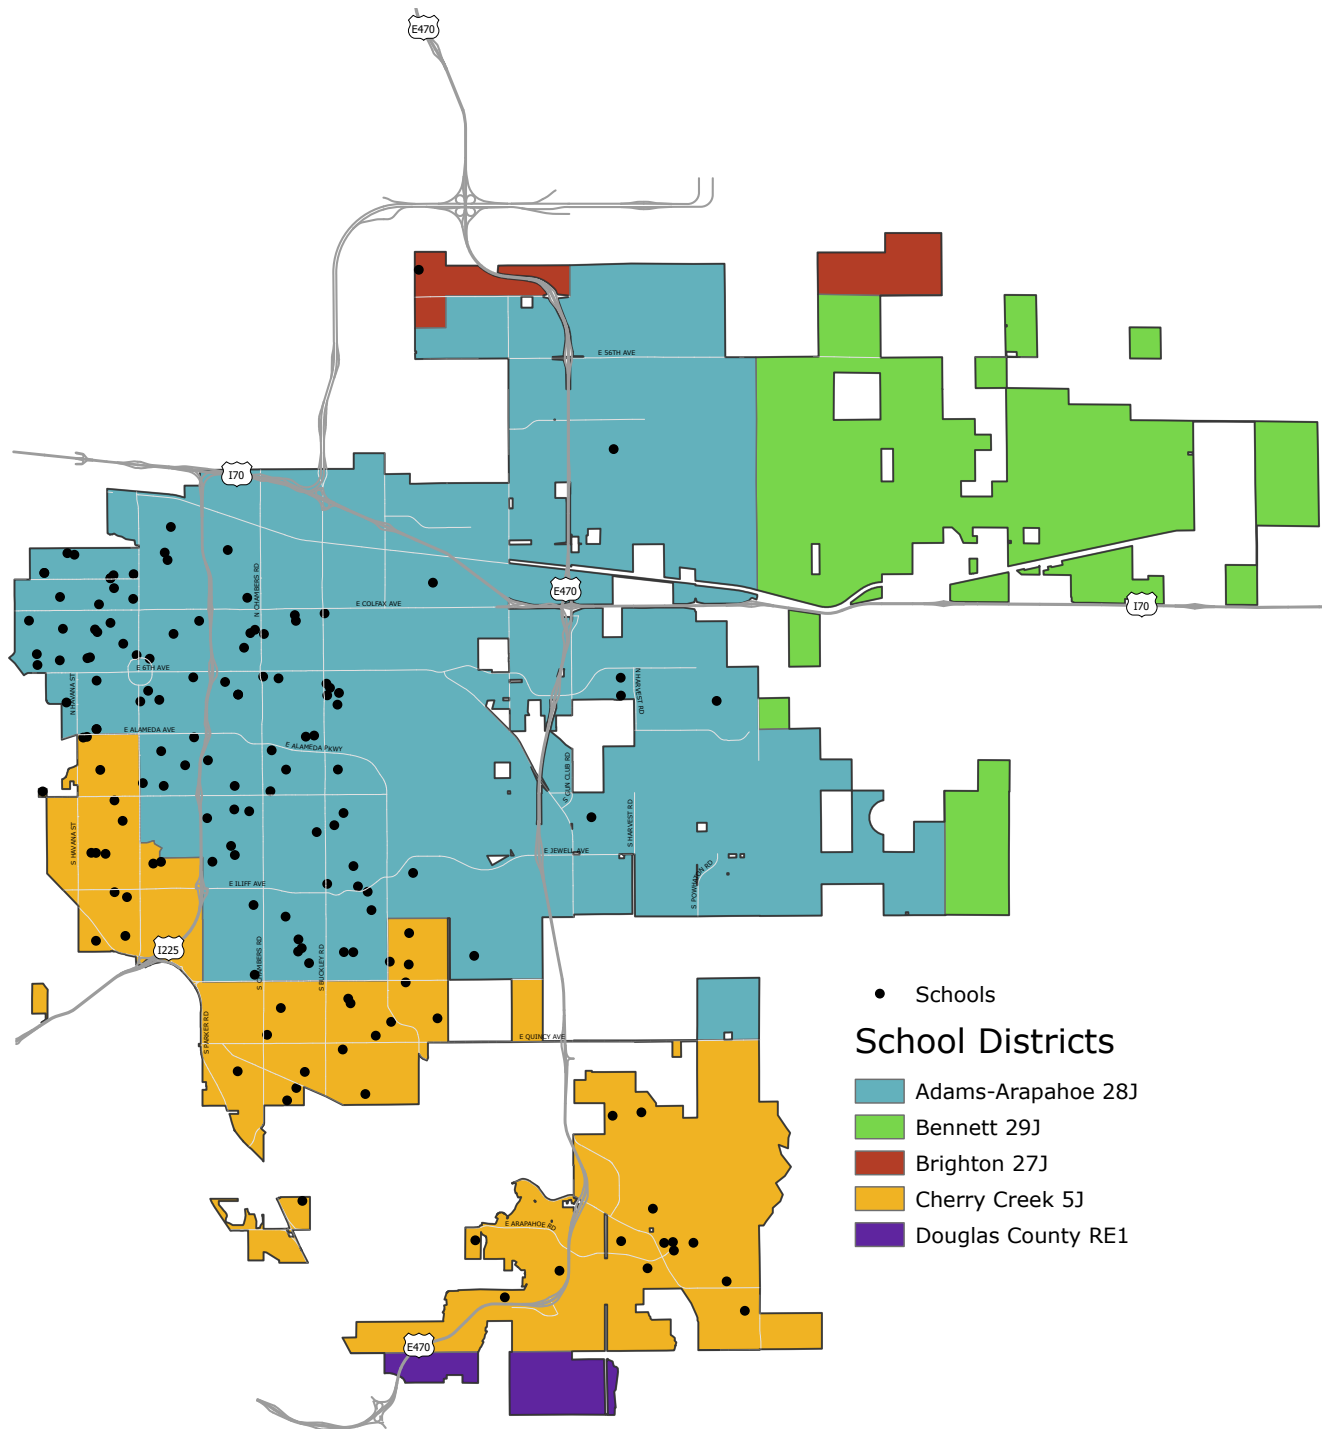 E470
E 56TH AVE
I70
N CHAMBERS RD
E470
E COLFAX AVE
I70
E 6TH AVE
N HAVANA ST
N HARVEST RD
E ALAMEDA AVE
E ALAMEDA PKWY
S GUN CLUB RD
S HARVEST RD
S HAVANA ST
E JEWELL AVE
S POWHATON RD
E ILIFF AVE
I225
S CHAMBERS RD
S BUCKLEY RD
S PARKER RD
E QUINCY AVE
Schools
School Districts
Adams-Arapahoe 28J
Bennett 29J
Brighton 27J
Cherry Creek 5J
Douglas County RE1
E ARAPAHOE RD
E470